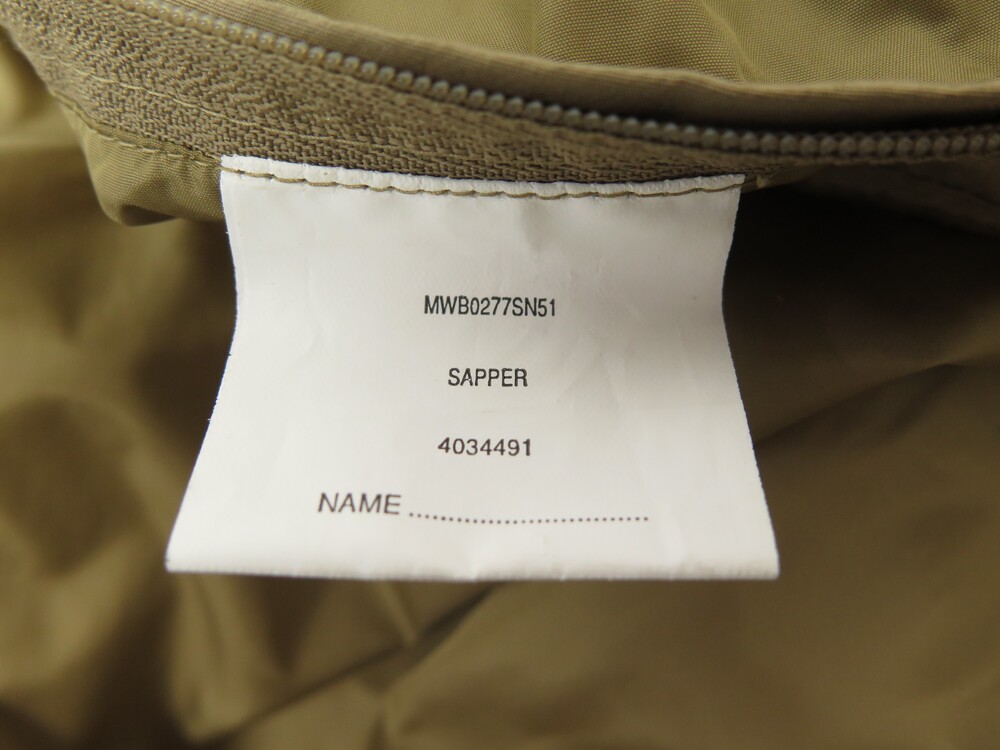 MWB0277SN51
SAPPER
4034491
NAME..............................